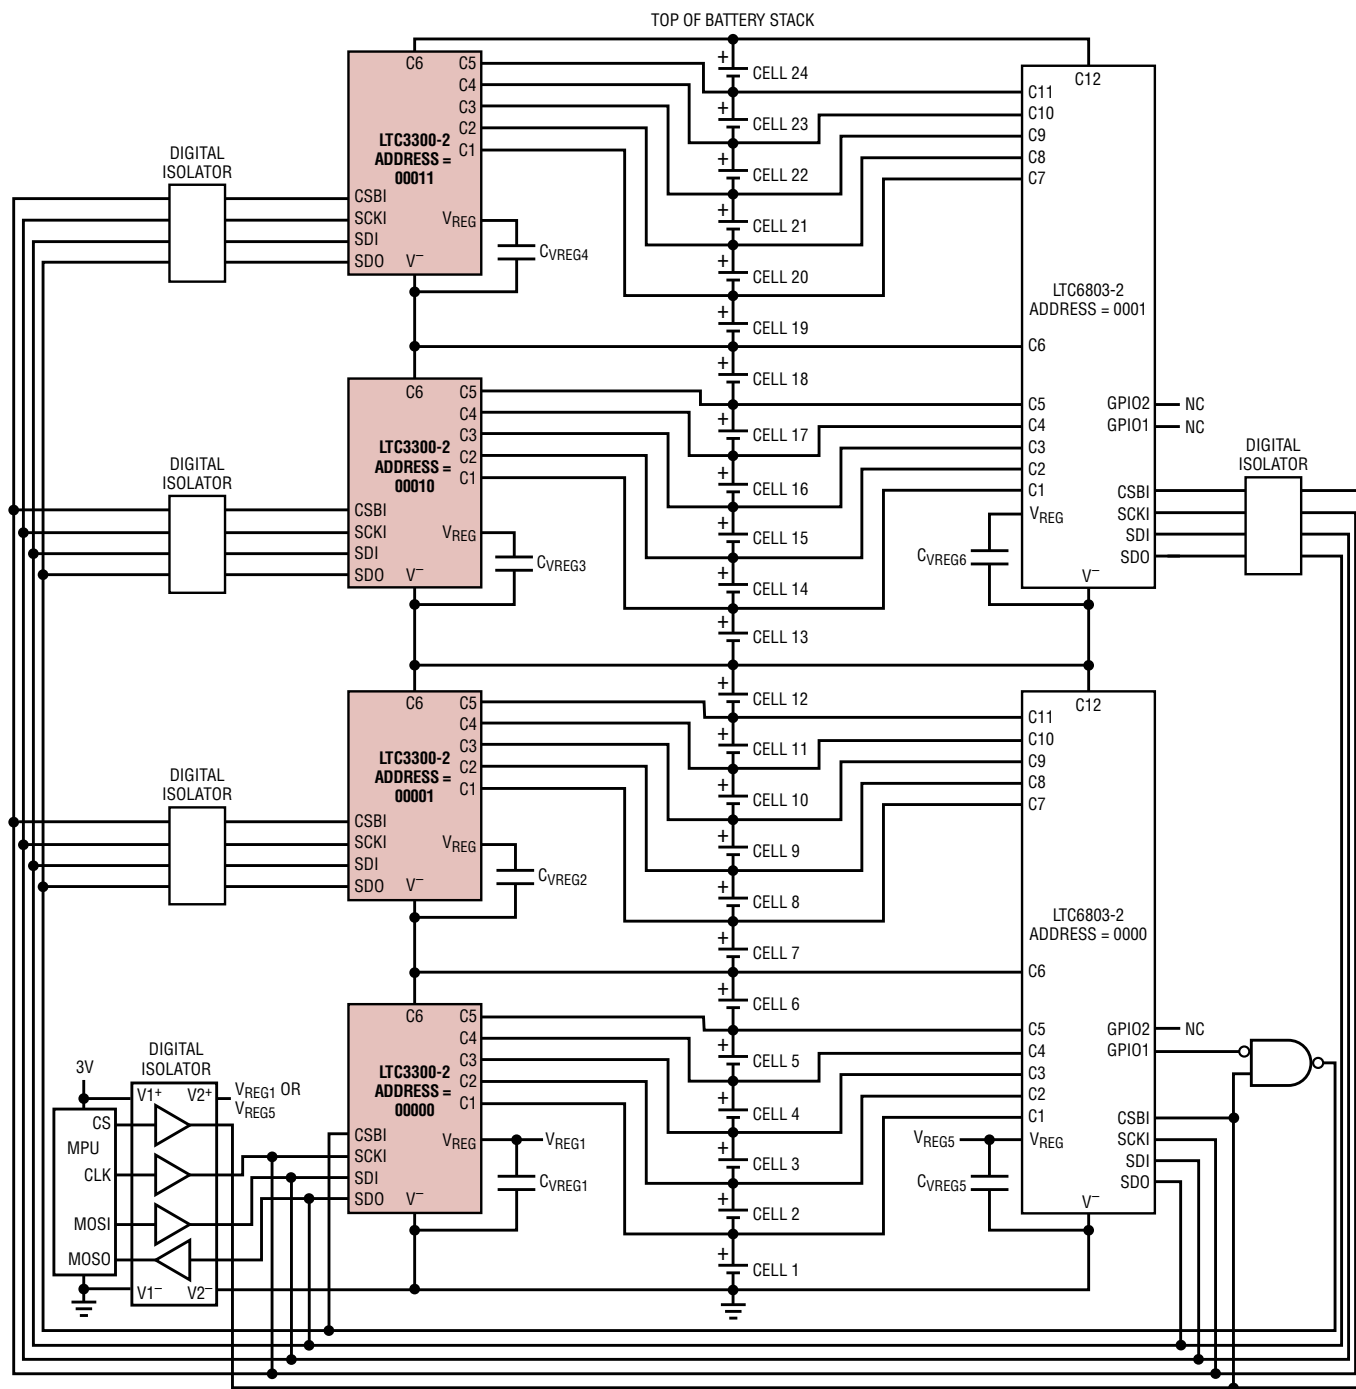 TOP OF BATTERY STACK
C6
C5
C4
C3
C2
C1
LTC3300-2
ADDRESS =
00011
CSBI
SCKI
SDI
SDO
VREG
V–
CVREG4
DIGITAL
ISOLATOR
CELL 24
CELL 23
CELL 22
CELL 21
CELL 20
CELL 19
C12
C11
C10
C9
C8
C7
LTC6803-2
ADDRESS = 0001
C6
C5
C4
C3
C2
C1
VREG
CVREG6
GPIO2
NC
GPIO1
NC
CSBI
SCKI
SDI
SDO
V–
DIGITAL
ISOLATOR
C6
C5
C4
C3
C2
C1
LTC3300-2
ADDRESS =
00010
CSBI
SCKI
SDI
SDO
VREG
V–
CVREG3
DIGITAL
ISOLATOR
CELL 18
CELL 17
CELL 16
CELL 15
CELL 14
CELL 13
C6
C5
C4
C3
C2
C1
LTC3300-2
ADDRESS =
00001
CSBI
SCKI
SDI
SDO
VREG
V–
CVREG2
DIGITAL
ISOLATOR
CELL 12
CELL 11
CELL 10
CELL 9
CELL 8
CELL 7
C12
C11
C10
C9
C8
C7
LTC6803-2
ADDRESS = 0000
C6
C5
C4
C3
C2
C1
VREG5
VREG
CVREG5
GPIO2
NC
GPIO1
CSBI
SCKI
SDI
SDO
V–
C6
C5
C4
C3
C2
C1
LTC3300-2
ADDRESS =
00000
CSBI
SCKI
SDI
SDO
VREG
VREG1
V–
CVREG1
CELL 6
CELL 5
CELL 4
CELL 3
CELL 2
CELL 1
DIGITAL
ISOLATOR
3V
V1+
V2+
VREG1 OR
VREG5
CS
MPU
CLK
MOSI
MOSO
V1–
V2–